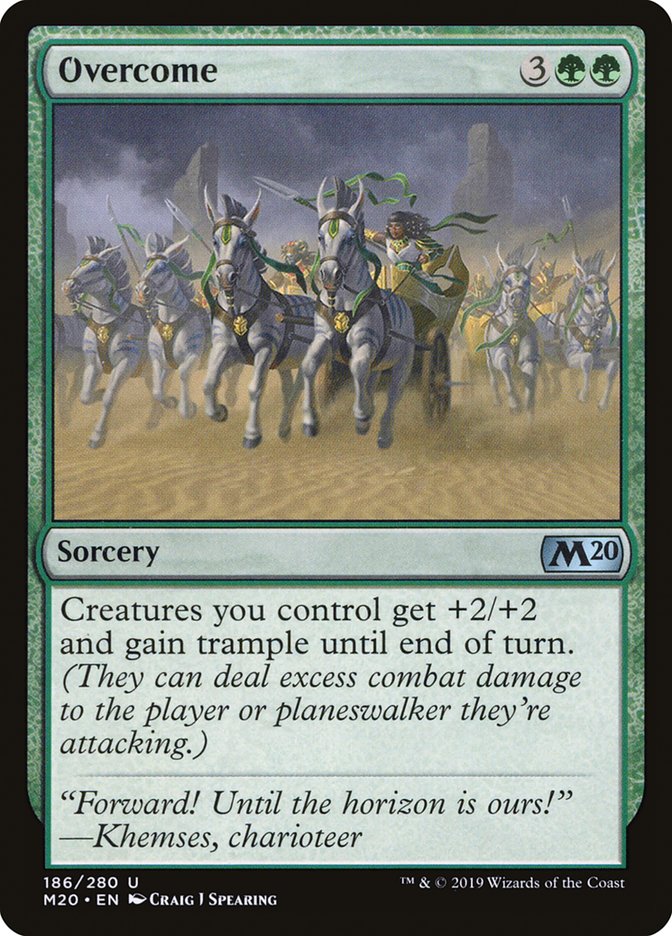 Overcome 3
Sorcery M20
Creatures you control get +2/+2
and gain trample until end of turn.
(They can deal excess combat damage
to the player or planeswalker they’re
attacking.)
“Forward! Until the horizon is ours!”
—Khemses, charioteer
186/280 U
M20 • EN Craig J Spearing
™ & © 2019 Wizards of the Coast